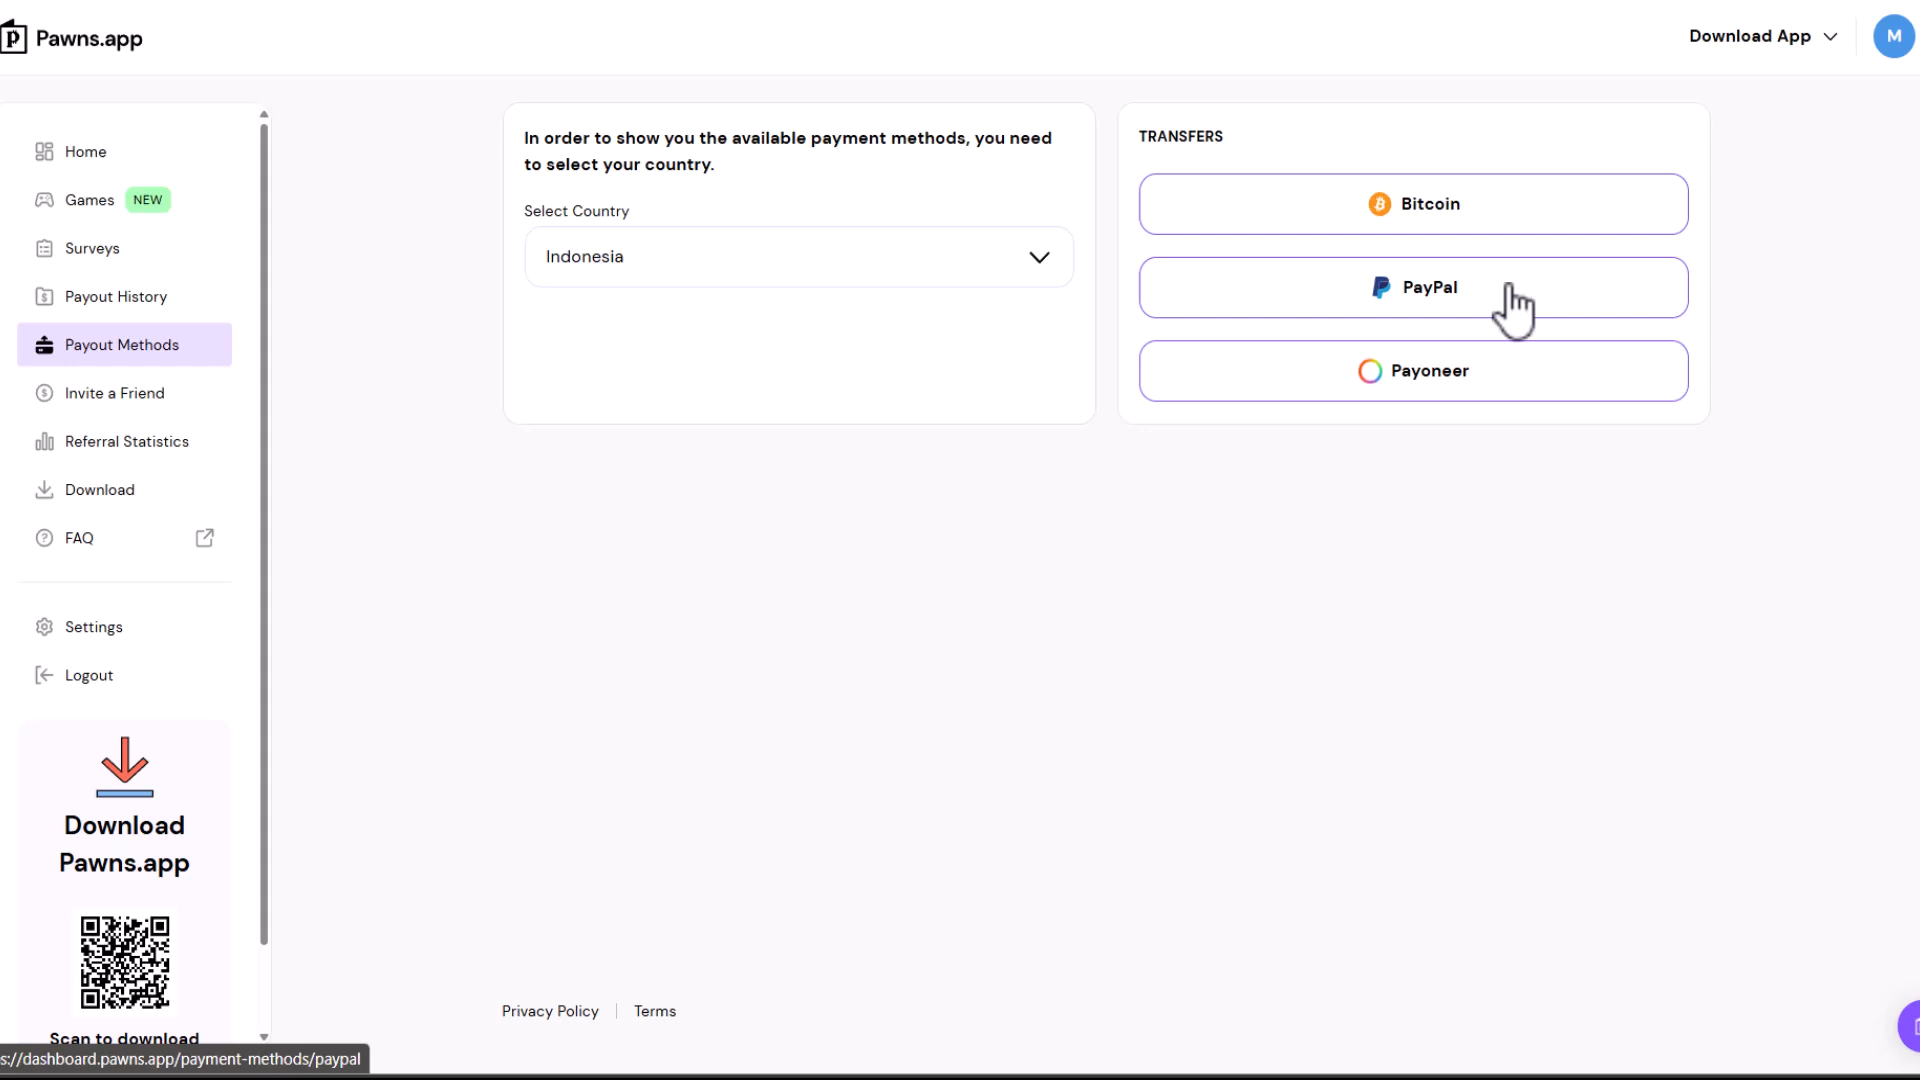 Pawns.app
Download App
M
Home
Games NEW
Surveys
Payout History
Payout Methods
Invite a Friend
Referral Statistics
Download
FAQ
Settings
Logout
Download
Pawns.app
Scan to download
In order to show you the available payment methods, you need
to select your country.
Select Country
Indonesia
TRANSFERS
Bitcoin
PayPal
Payoneer
Privacy Policy
Terms
s://dashboard.pawns.app/payment-methods/paypal